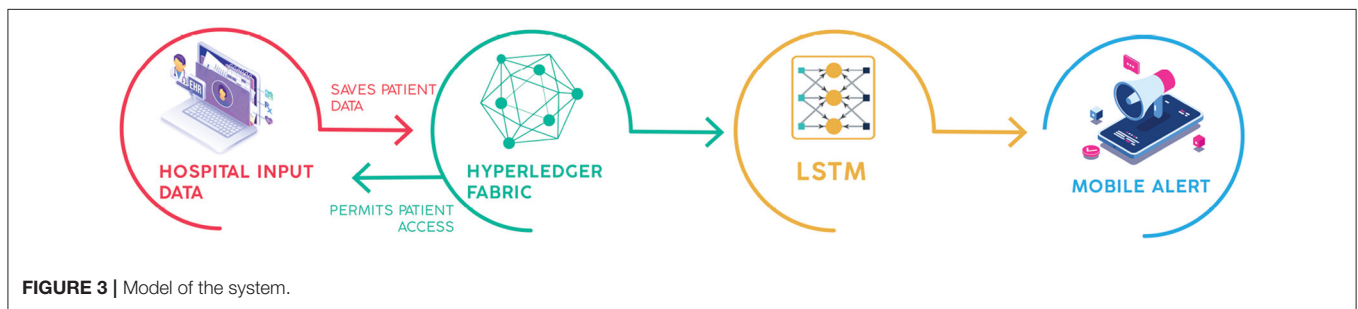 EHR
SAVES PATIENT
DATA
HOSPITAL INPUT
DATA
HYPERLEDGER
FABRIC
PERMITS PATIENT
ACCESS
LSTM
MOBILE ALERT
FIGURE 3 | Model of the system.